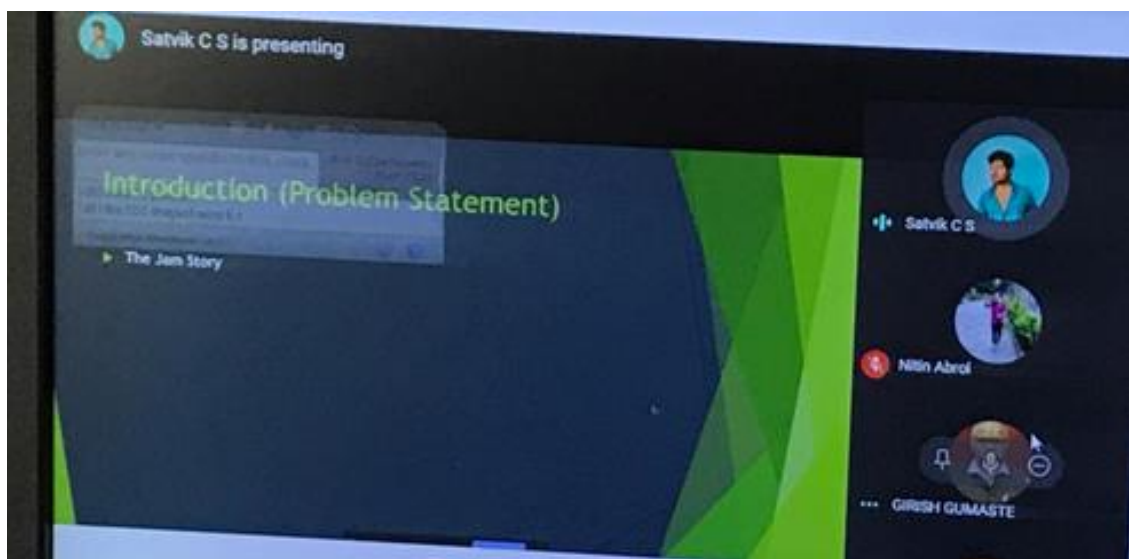 Satvik C S is presenting
Introduction (Problem Statement)
The Jam Story
Satvik C S
Nitin Abrol
GIRISH GUMASTE